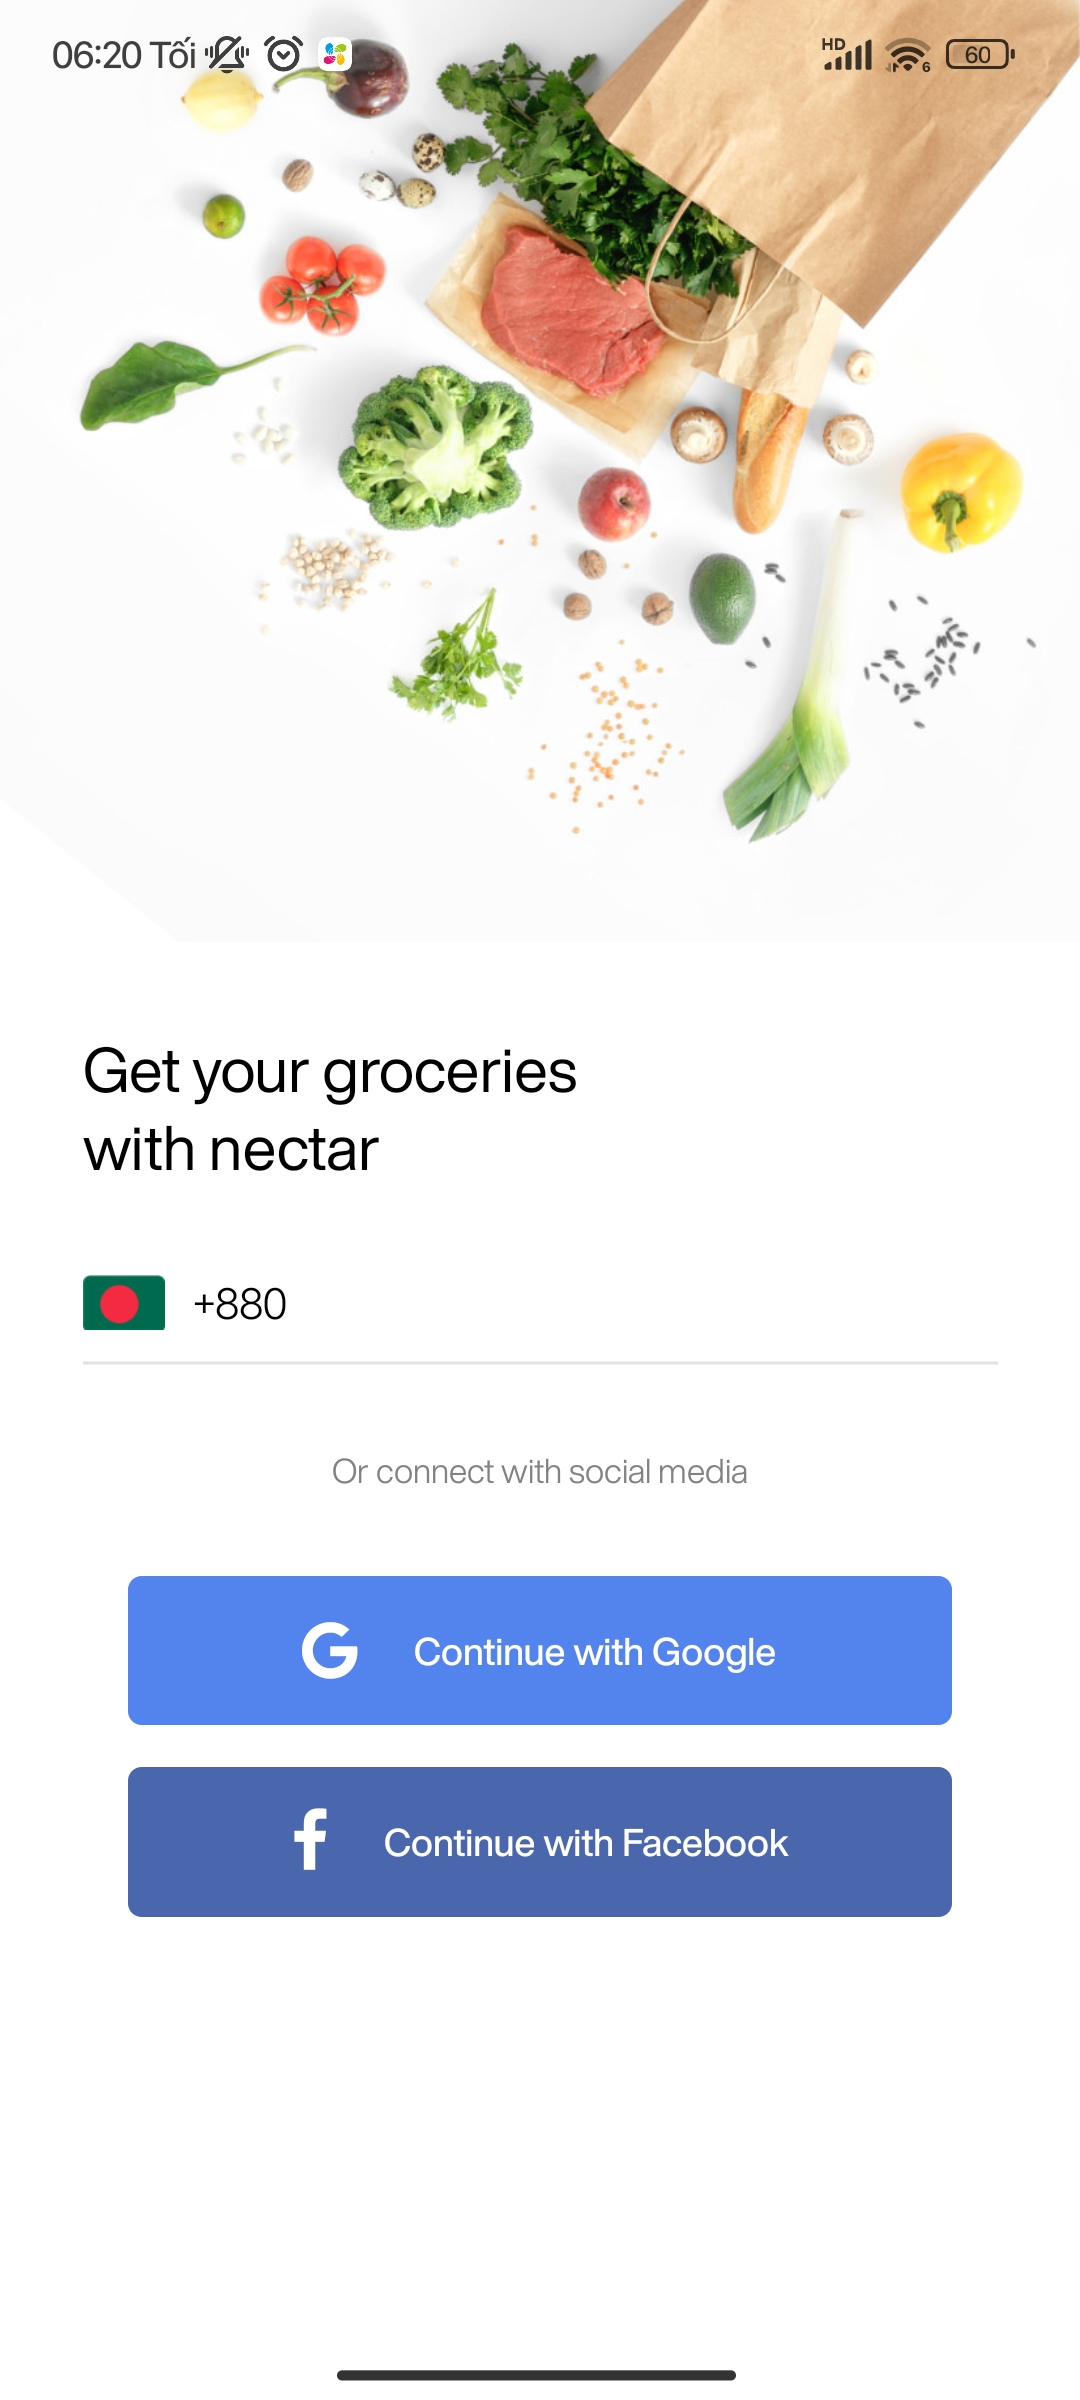 06:20 Tối
HD
6
60
Get your groceries
with nectar
+880
Or connect with social media
G Continue with Google
f Continue with Facebook